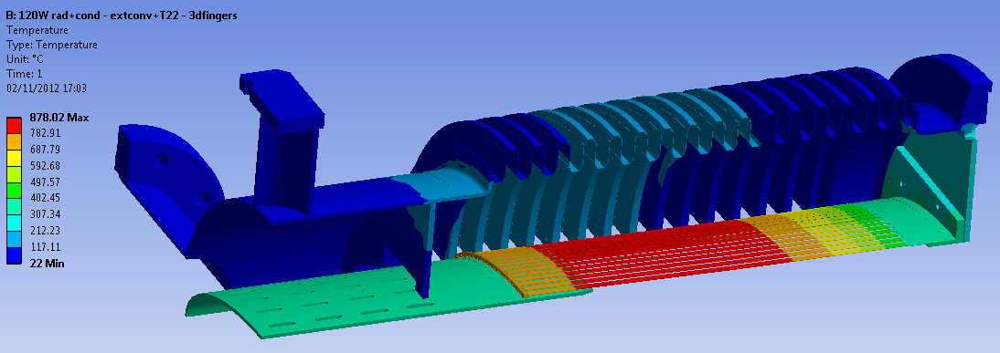 B: 120W rad+cond - extconv+T22 - 3dfingers
Temperature
Type: Temperature
Unit: °C
Time: 1
02/11/2012 17:03
878.02 Max
782.91
687.79
592.68
497.57
402.45
307.34
212.23
117.11
22 Min